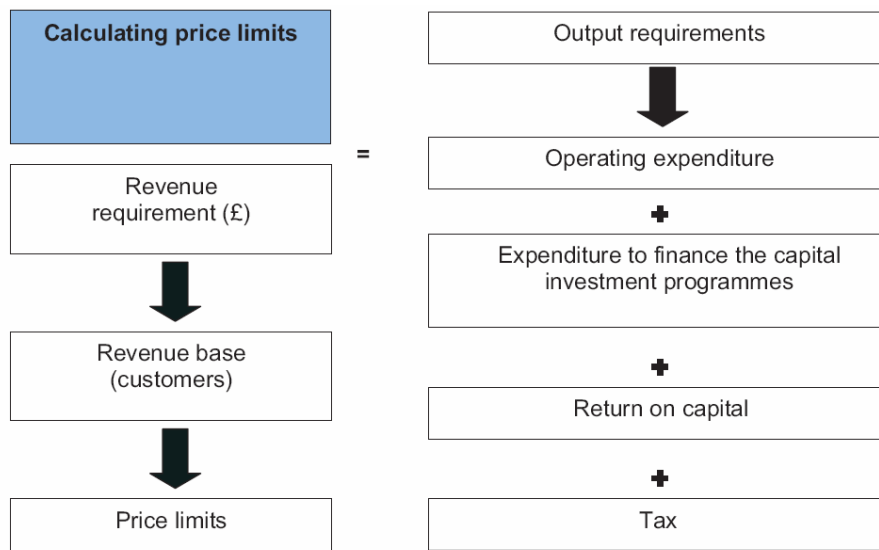 Calculating price limits
Revenue
requirement (£)
Revenue base
(customers)
Price limits
=
Output requirements
Operating expenditure
+
Expenditure to finance the capital
investment programmes
+
Return on capital
+
Tax